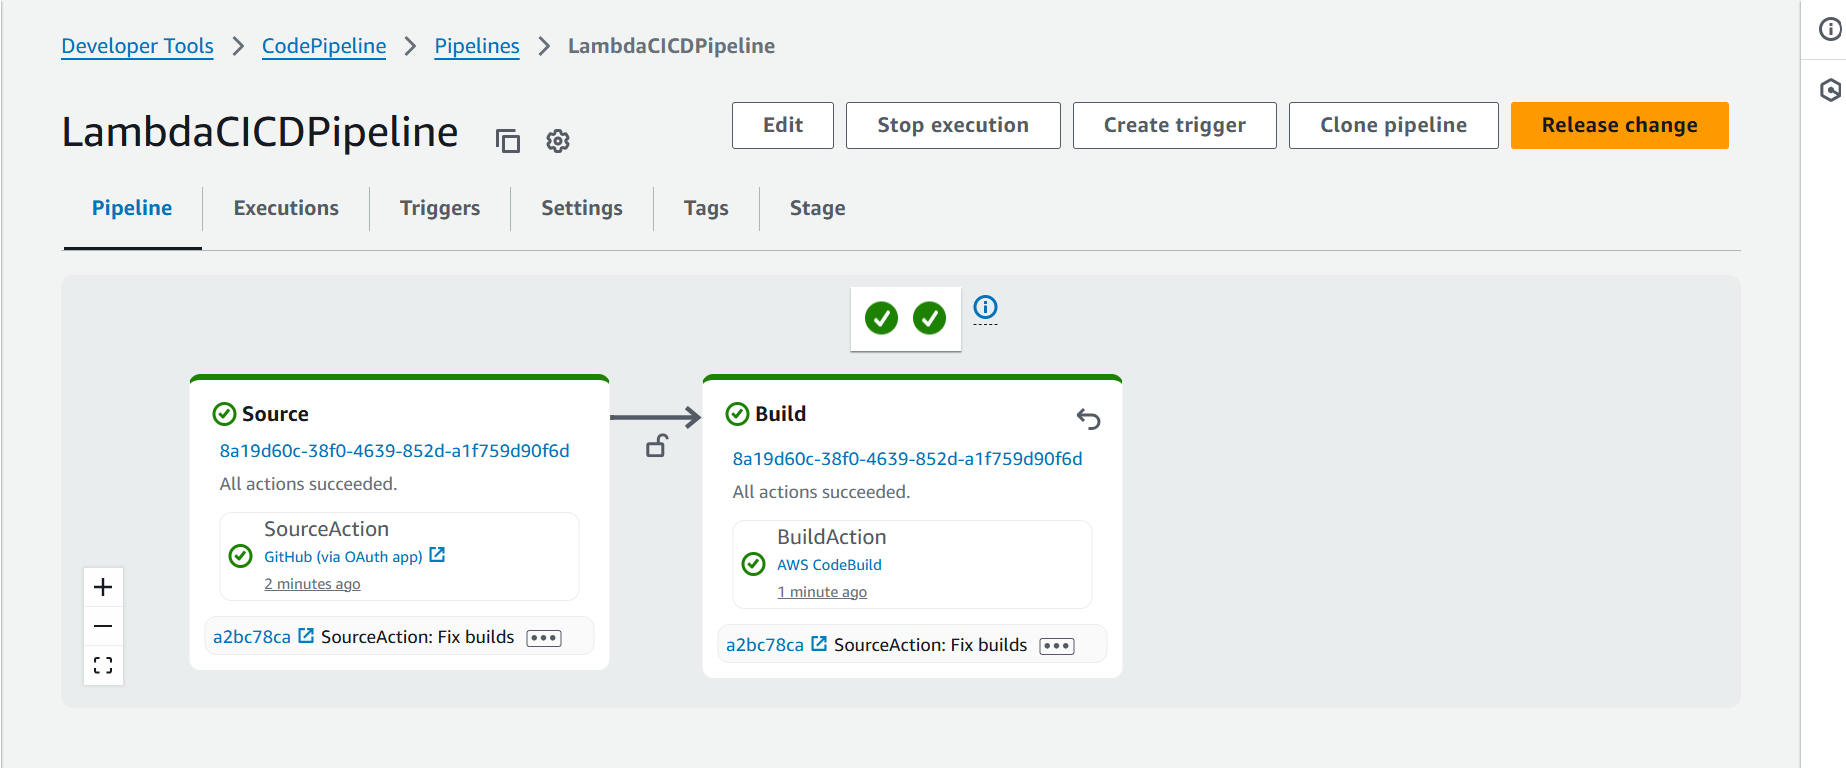 Developer Tools > CodePipeline > Pipelines > LambdaCICDPipeline
LambdaCICDPipeline
Edit
Stop execution
Create trigger
Clone pipeline
Release change
Pipeline
Executions
Triggers
Settings
Tags
Stage
Source
8a19d60c-38f0-4639-852d-a1f759d90f6d
All actions succeeded.
SourceAction
GitHub (via OAuth app)
2 minutes ago
a2bc78ca SourceAction: Fix builds
Build
8a19d60c-38f0-4639-852d-a1f759d90f6d
All actions succeeded.
BuildAction
AWS CodeBuild
1 minute ago
a2bc78ca SourceAction: Fix builds